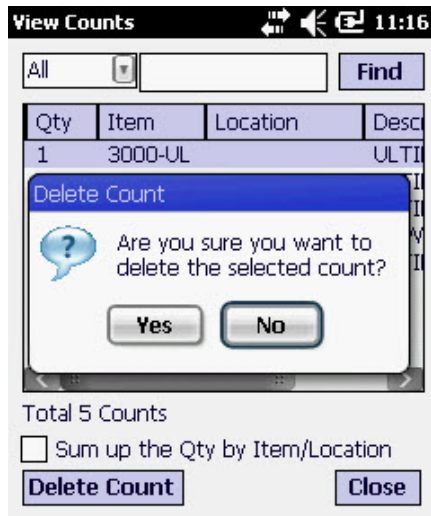 View Counts 11:16
All Find
Qty Item Location Descr
1 3000-UL ULTI
Delete Count
? Are you sure you want to
delete the selected count?
Yes No
Total 5 Counts
Sum up the Qty by Item/Location
Delete Count Close